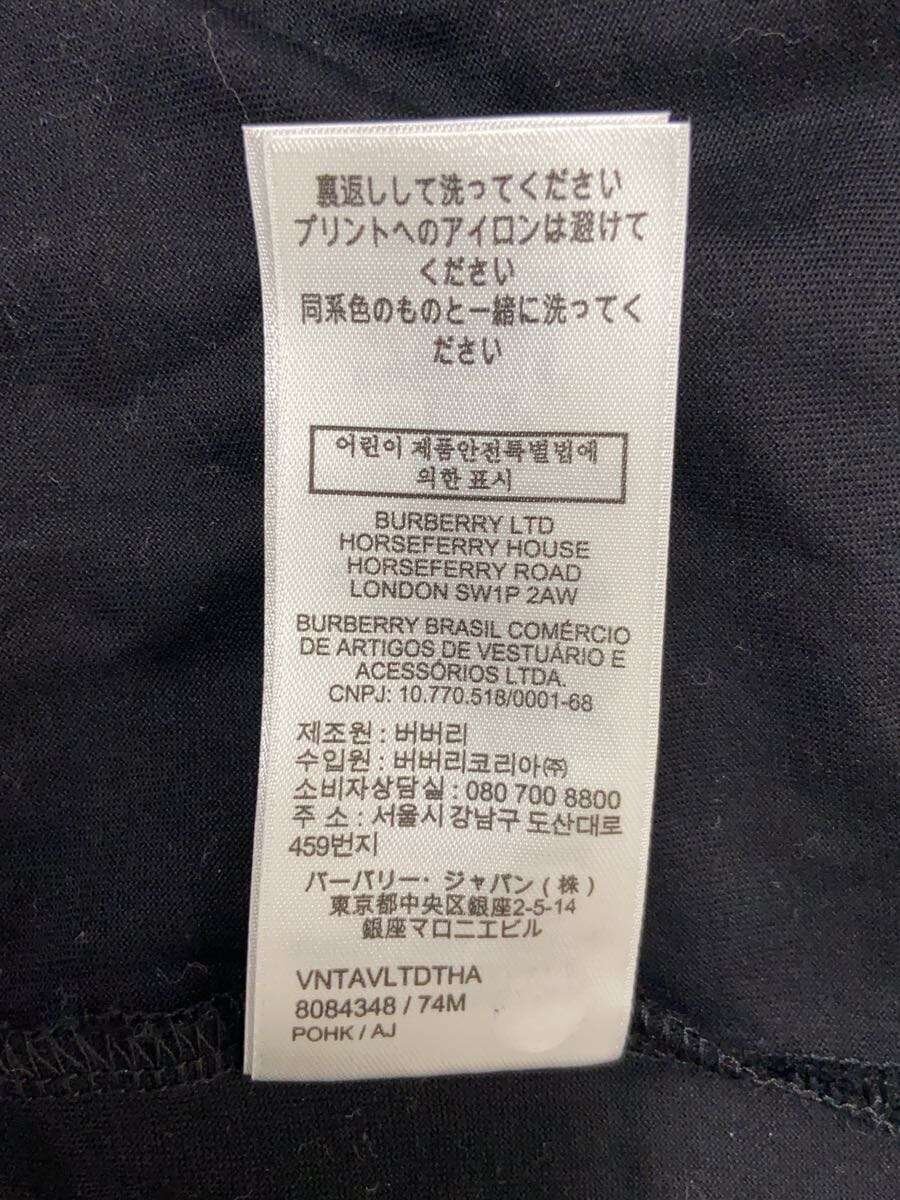 裏返しして洗ってください
プリントへのアイロンは避けて
ください
同系色のものと一緒に洗ってく
ださい
어린이 제품안전특별법에
의한 표시
BURBERRY LTD
HORSEFERRY HOUSE
HORSEFERRY ROAD
LONDON SW1P 2AW
BURBERRY BRASIL COMÉRCIO
DE ARTIGOS DE VESTUÁRIO E
ACESSÓRIOS LTDA.
CNPJ: 10.770.518/0001-68
제조원 : 버버리
수입원 : 버버리코리아㈜
소비자상담실 : 080 700 8800
주 소 : 서울시 강남구 도산대로
459번지
バーバリー・ジャパン(株)
東京都中央区銀座2-5-14
銀座マロニエビル
VNTAVLTDTHA
8084348 / 74M
POHK / AJ